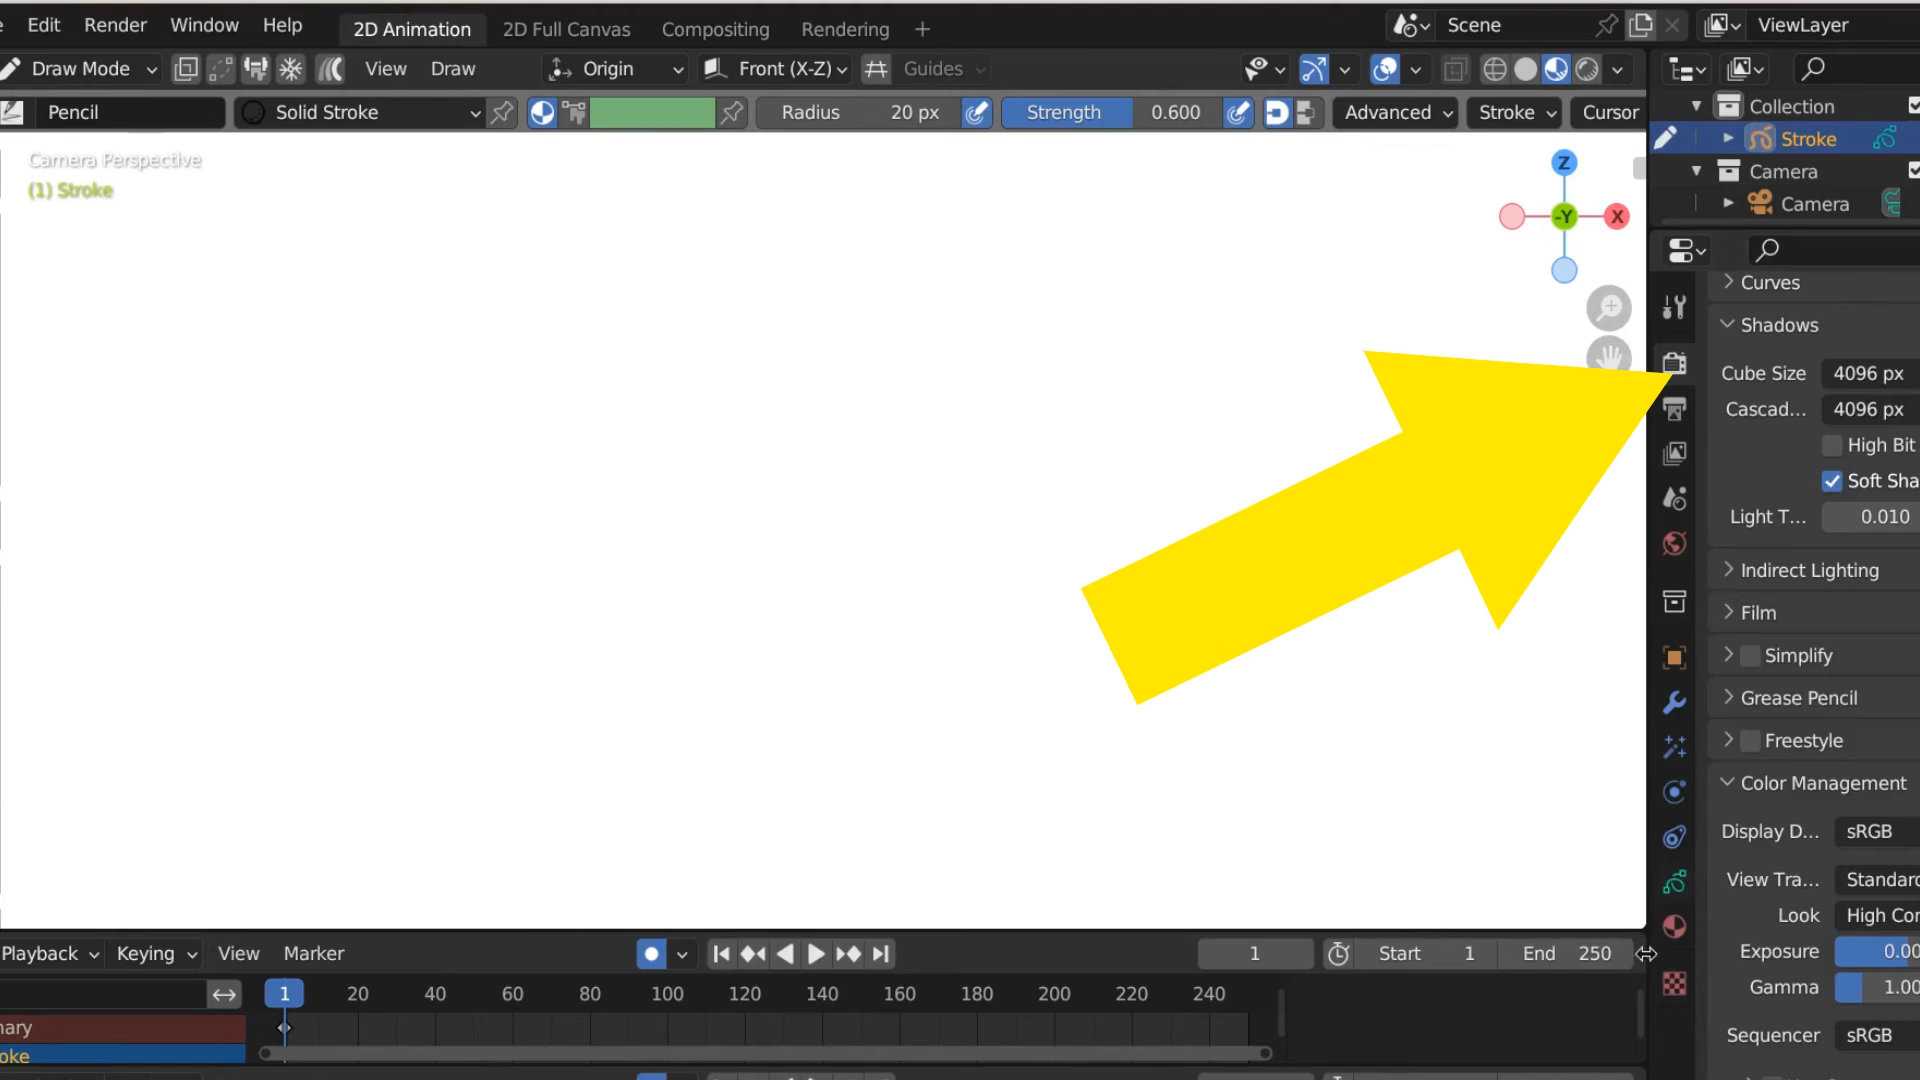 Edit Render Window Help 2D Animation 2D Full Canvas Compositing Rendering + Scene ViewLayer
Draw Mode View Draw Origin Front (X-Z) Guides
Pencil Solid Stroke Radius 20 px Strength 0.600 Advanced Stroke Cursor
Camera Perspective
(1) Stroke
Z
-Y
X
Collection
Stroke
Camera
Camera
Curves
Shadows
Cube Size 4096 px
Cascad... 4096 px
High Bit
Soft Sha
Light T... 0.010
Indirect Lighting
Film
Simplify
Grease Pencil
Freestyle
Color Management
Display D... sRGB
View Tra... Standard
Look High Con
Exposure 0.00
Gamma 1.00
Sequencer sRGB
Playback Keying View Marker 1 Start 1 End 250
1 20 40 60 80 100 120 140 160 180 200 220 240
mary
oke